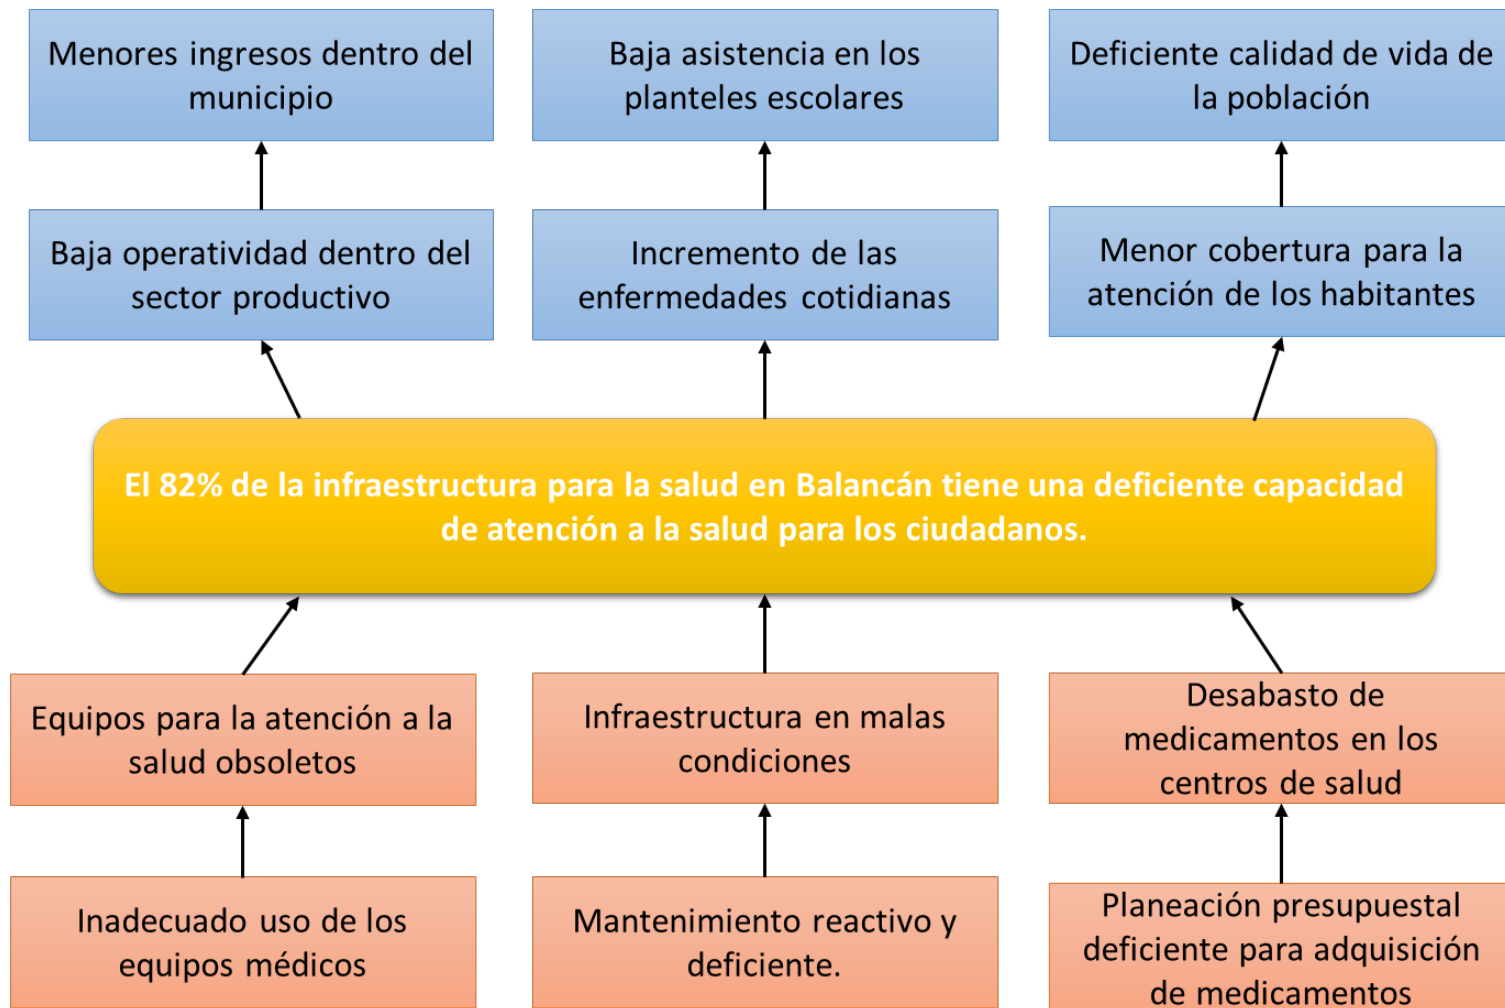 Menores ingresos dentro del
municipio
Baja asistencia en los
planteles escolares
Deficiente calidad de vida de
la población
Baja operatividad dentro del
sector productivo
Incremento de las
enfermedades cotidianas
Menor cobertura para la
atención de los habitantes
El 82% de la infraestructura para la salud en Balancán tiene una deficiente capacidad
de atención a la salud para los ciudadanos.
Equipos para la atención a la
salud obsoletos
Infraestructura en malas
condiciones
Desabasto de
medicamentos en los
centros de salud
Inadecuado uso de los
equipos médicos
Mantenimiento reactivo y
deficiente.
Planeación presupuestal
deficiente para adquisición
de medicamentos